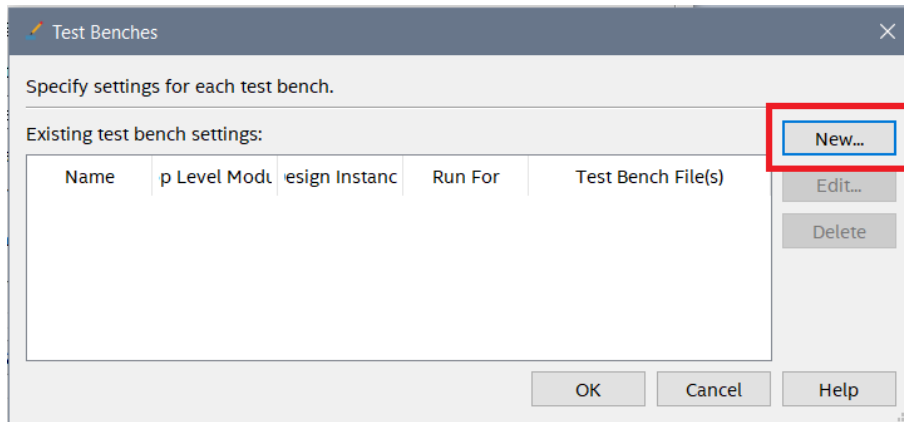 Test Benches
Specify settings for each test bench.
Existing test bench settings:
New...
Name p Level Modu esign Instanc Run For Test Bench File(s)
Edit...
Delete
OK Cancel Help